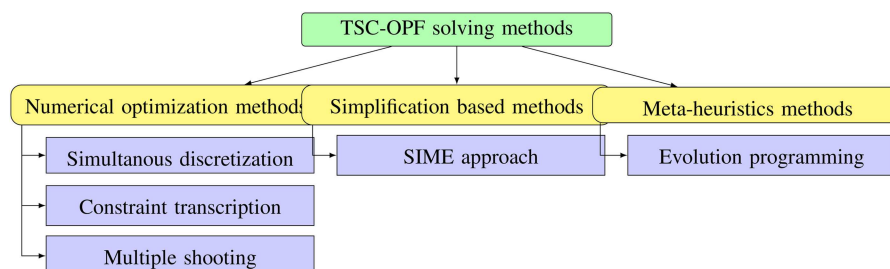 TSC-OPF solving methods
Numerical optimization methods
Simplification based methods
Meta-heuristics methods
Simultanous discretization
SIME approach
Evolution programming
Constraint transcription
Multiple shooting